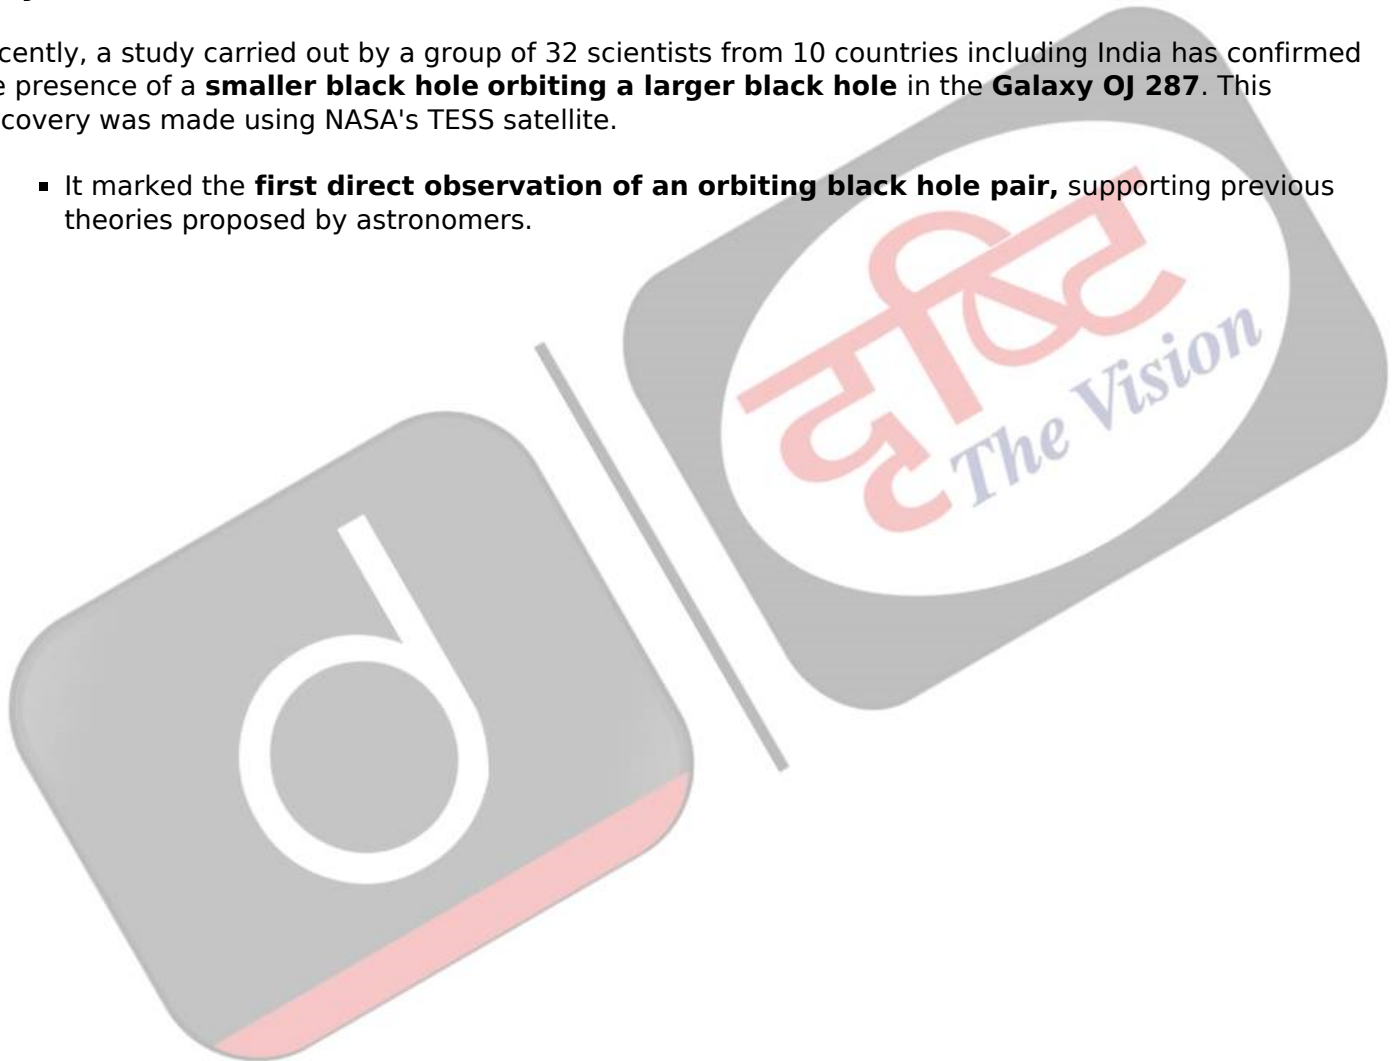 cently, a study carried out by a group of 32 scientists from 10 countries including India has confirmed
e presence of a smaller black hole orbiting a larger black hole in the Galaxy OJ 287. This
covery was made using NASA's TESS satellite.
▪ It marked the first direct observation of an orbiting black hole pair, supporting previous
theories proposed by astronomers.
दृष्टि
The Vision
d